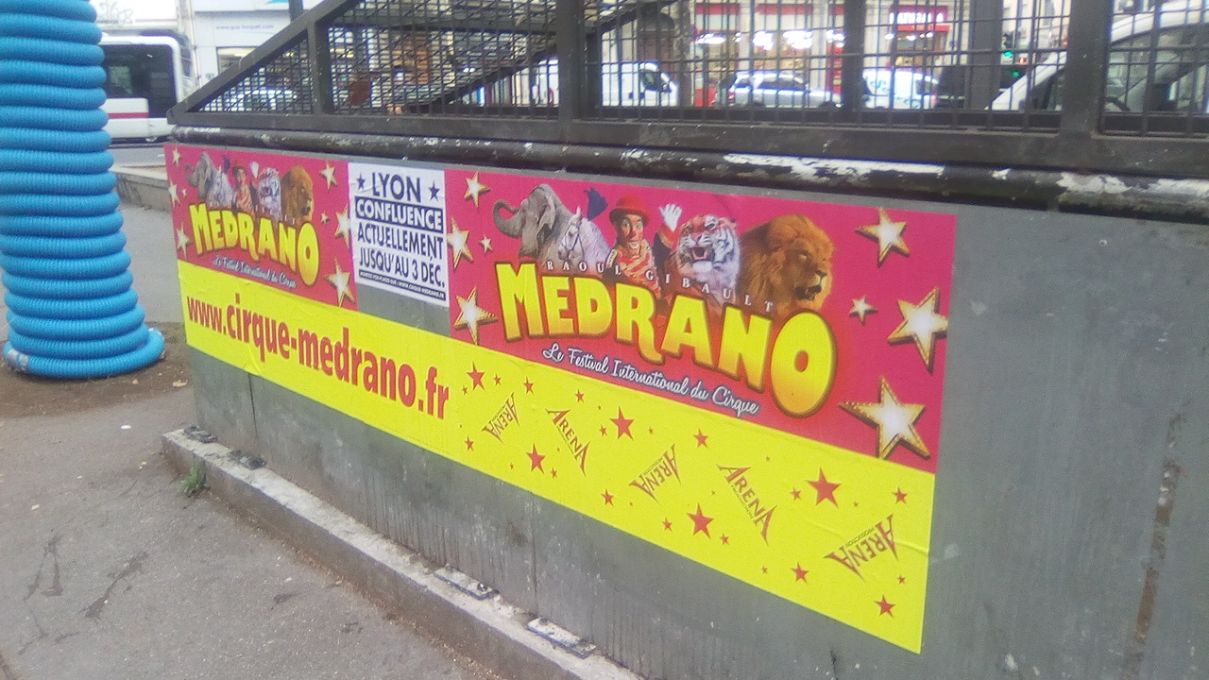 MEDRANO
Le Festival International du Cirque
★ LYON ★
CONFLUENCE
ACTUELLEMENT
JUSQU'AU 3 DÉC.
RAOUL GIBAULT
MEDRANO
Le Festival International du Cirque
www.cirque-medrano.fr
ARENA
ARENA
ARENA
ARENA
ARENA